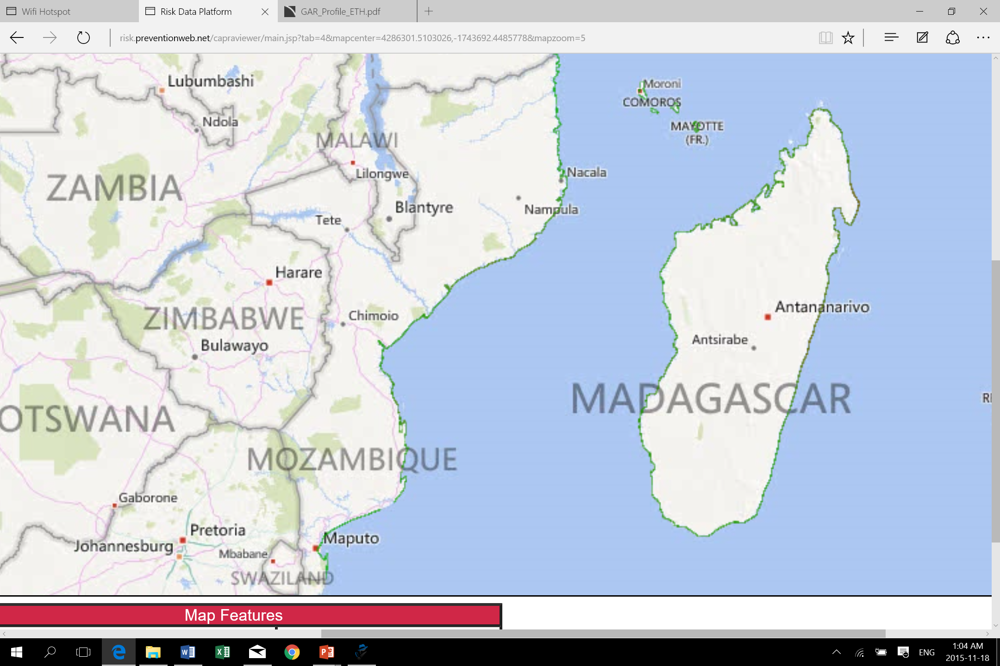 Wifi Hotspot
Risk Data Platform
GAR_Profile_ETH.pdf
risk.preventionweb.net/capraviewer/main.jsp?tab=4&mapcenter=4286301.5103026,-1743692.4485778&mapzoom=5
Lubumbashi
Moroni
COMOROS
Ndola
MAYOTTE
(FR.)
MALAWI
Nacala
Lilongwe
ZAMBIA
Blantyre
Nampula
Tete
Harare
Antananarivo
ZIMBABWE
Chimoio
Antsirabe
Bulawayo
MADAGASCAR
RE
OTSWANA
MOZAMBIQUE
Gaborone
Pretoria
Maputo
Johannesburg
Mbabane
SWAZILAND
Map Features
ENG
1:04 AM
2015-11-18